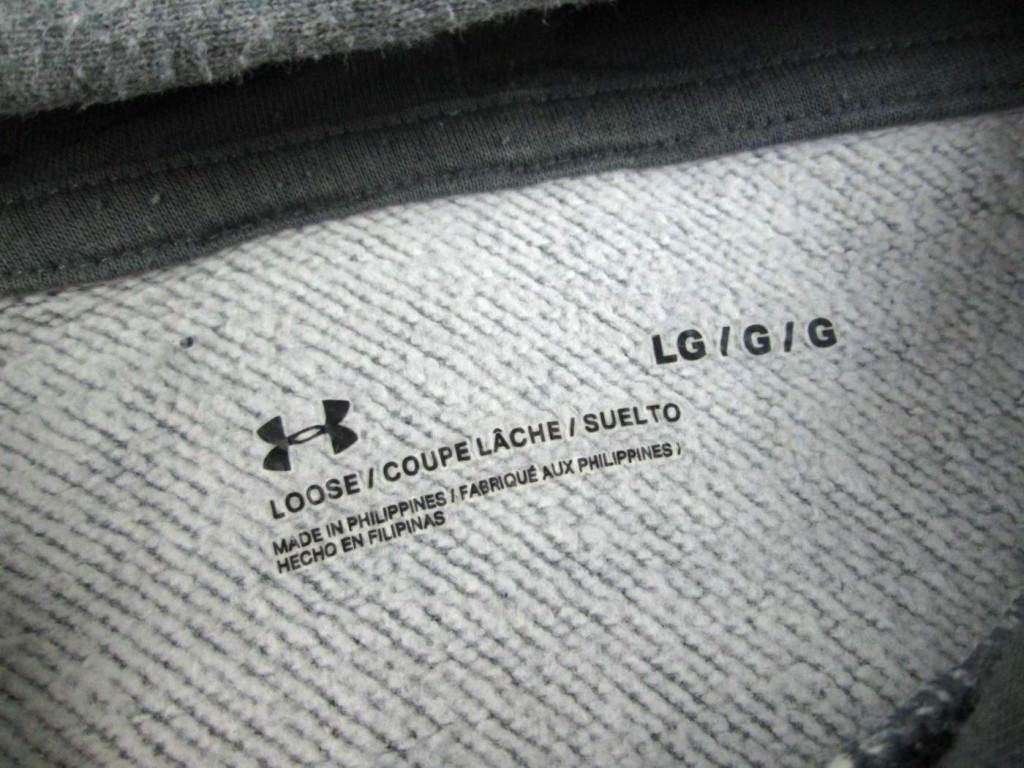 LG / G / G
LOOSE / COUPE LÂCHE / SUELTO
MADE IN PHILIPPINES / FABRIQUÉ AUX PHILIPPINES /
HECHO EN FILIPINAS